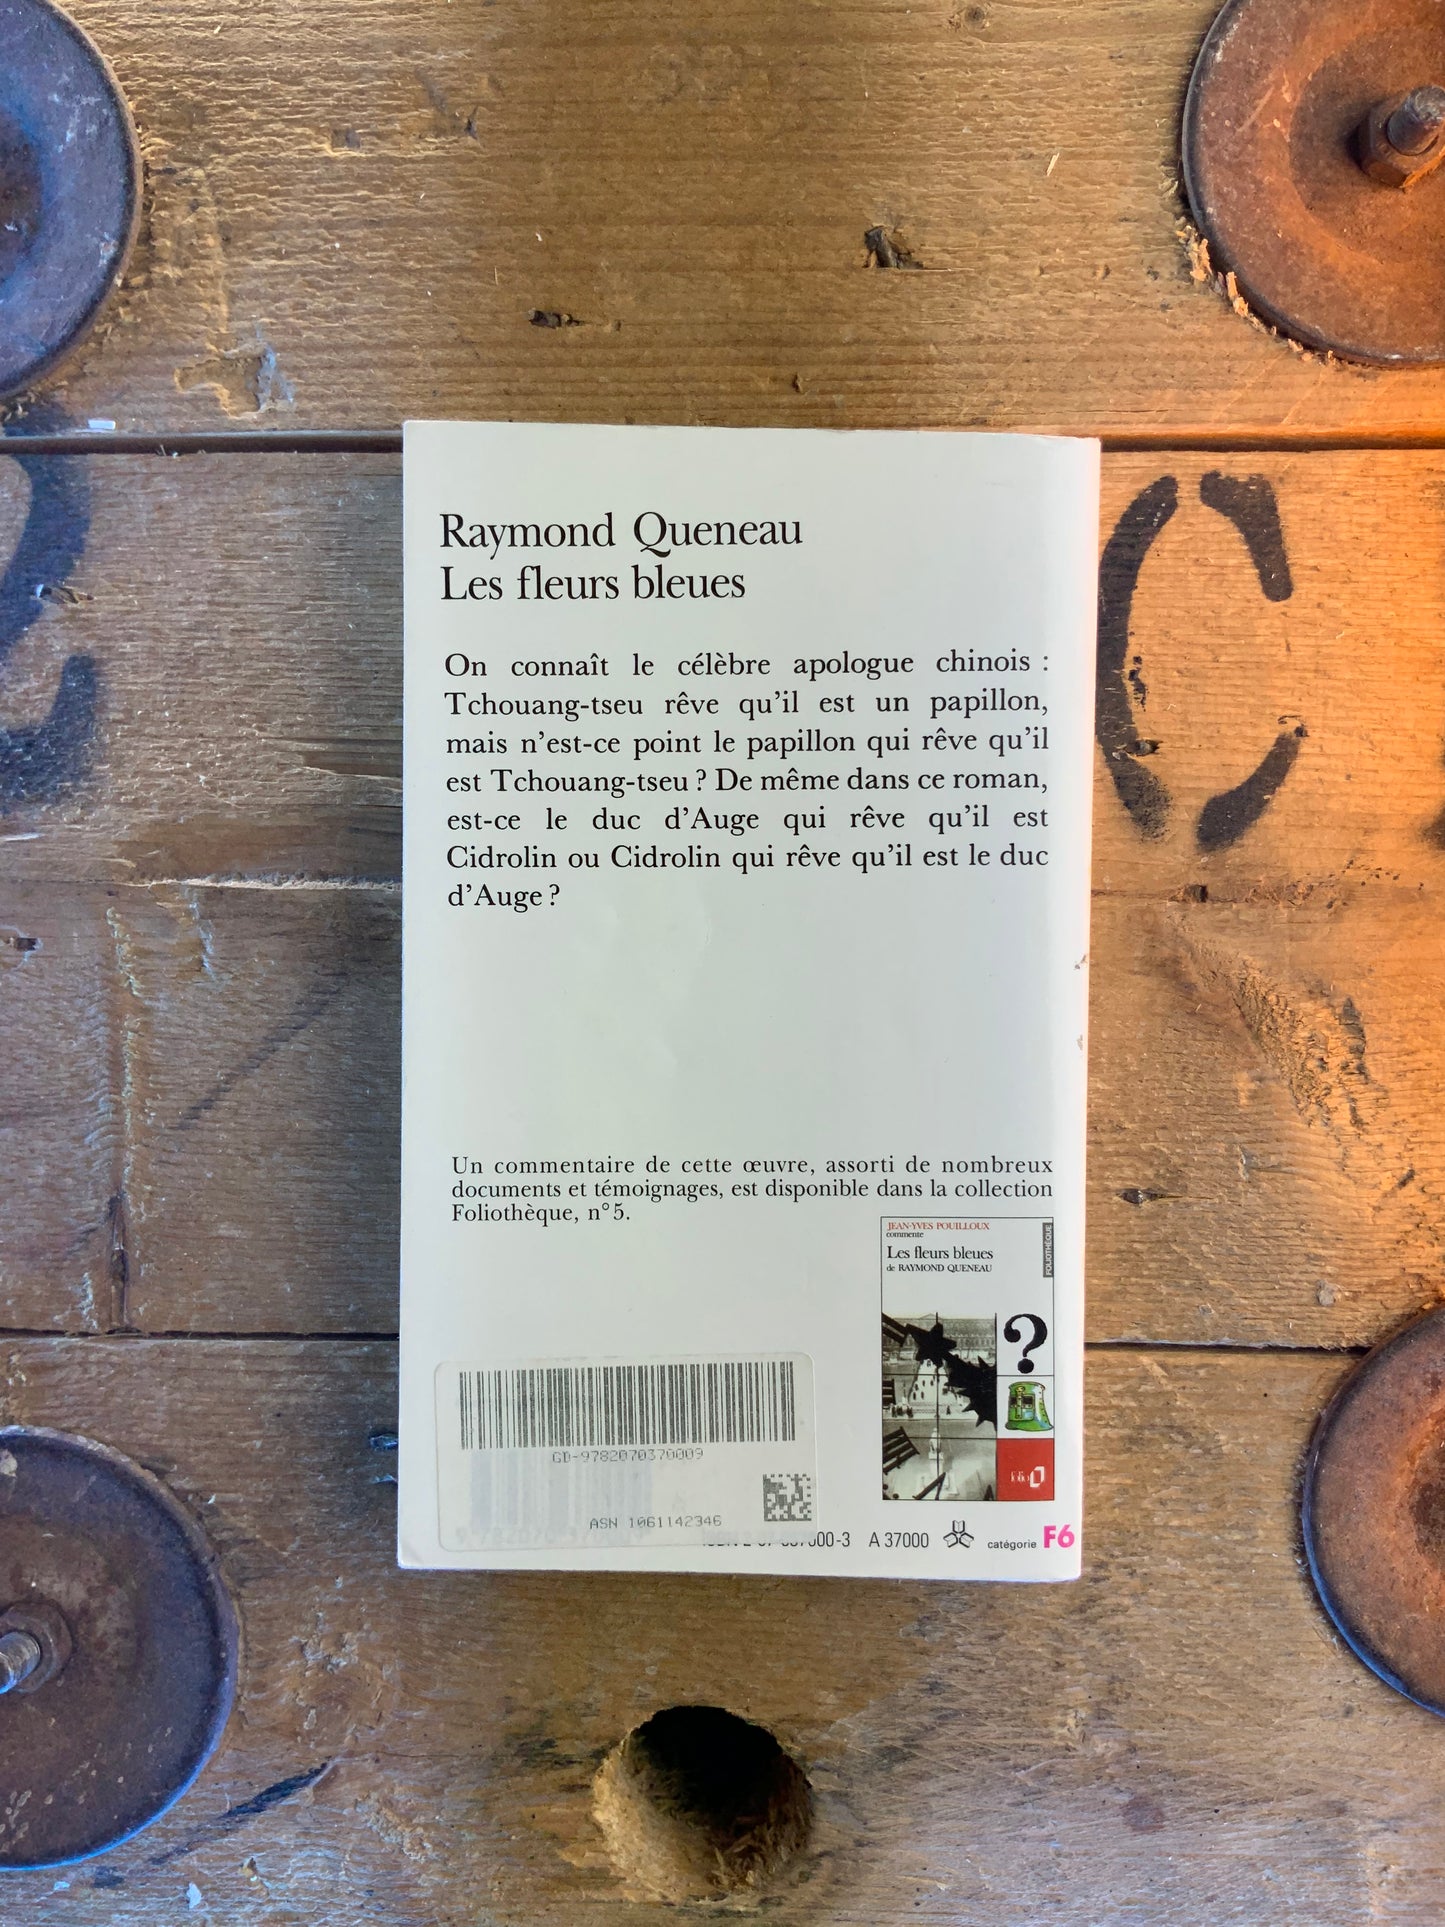 Raymond Queneau
Les fleurs bleues
On connaît le célèbre apologue chinois :
Tchouang-tseu rêve qu'il est un papillon,
mais n'est-ce point le papillon qui rêve qu'il
est Tchouang-tseu ? De même dans ce roman,
est-ce le duc d'Auge qui rêve qu'il est
Cidrolin ou Cidrolin qui rêve qu'il est le duc
d'Auge ?
Un commentaire de cette œuvre, assorti de nombreux
documents et témoignages, est disponible dans la collection
Foliothèque, n° 5.
JEAN-YVES POUILLOUX
commente
Les fleurs bleues
de RAYMOND QUENEAU
FOLIOTHÈQUE
?
folio
GD-9782070370009
ASN 1061142346
A 37000
catégorie F6
C